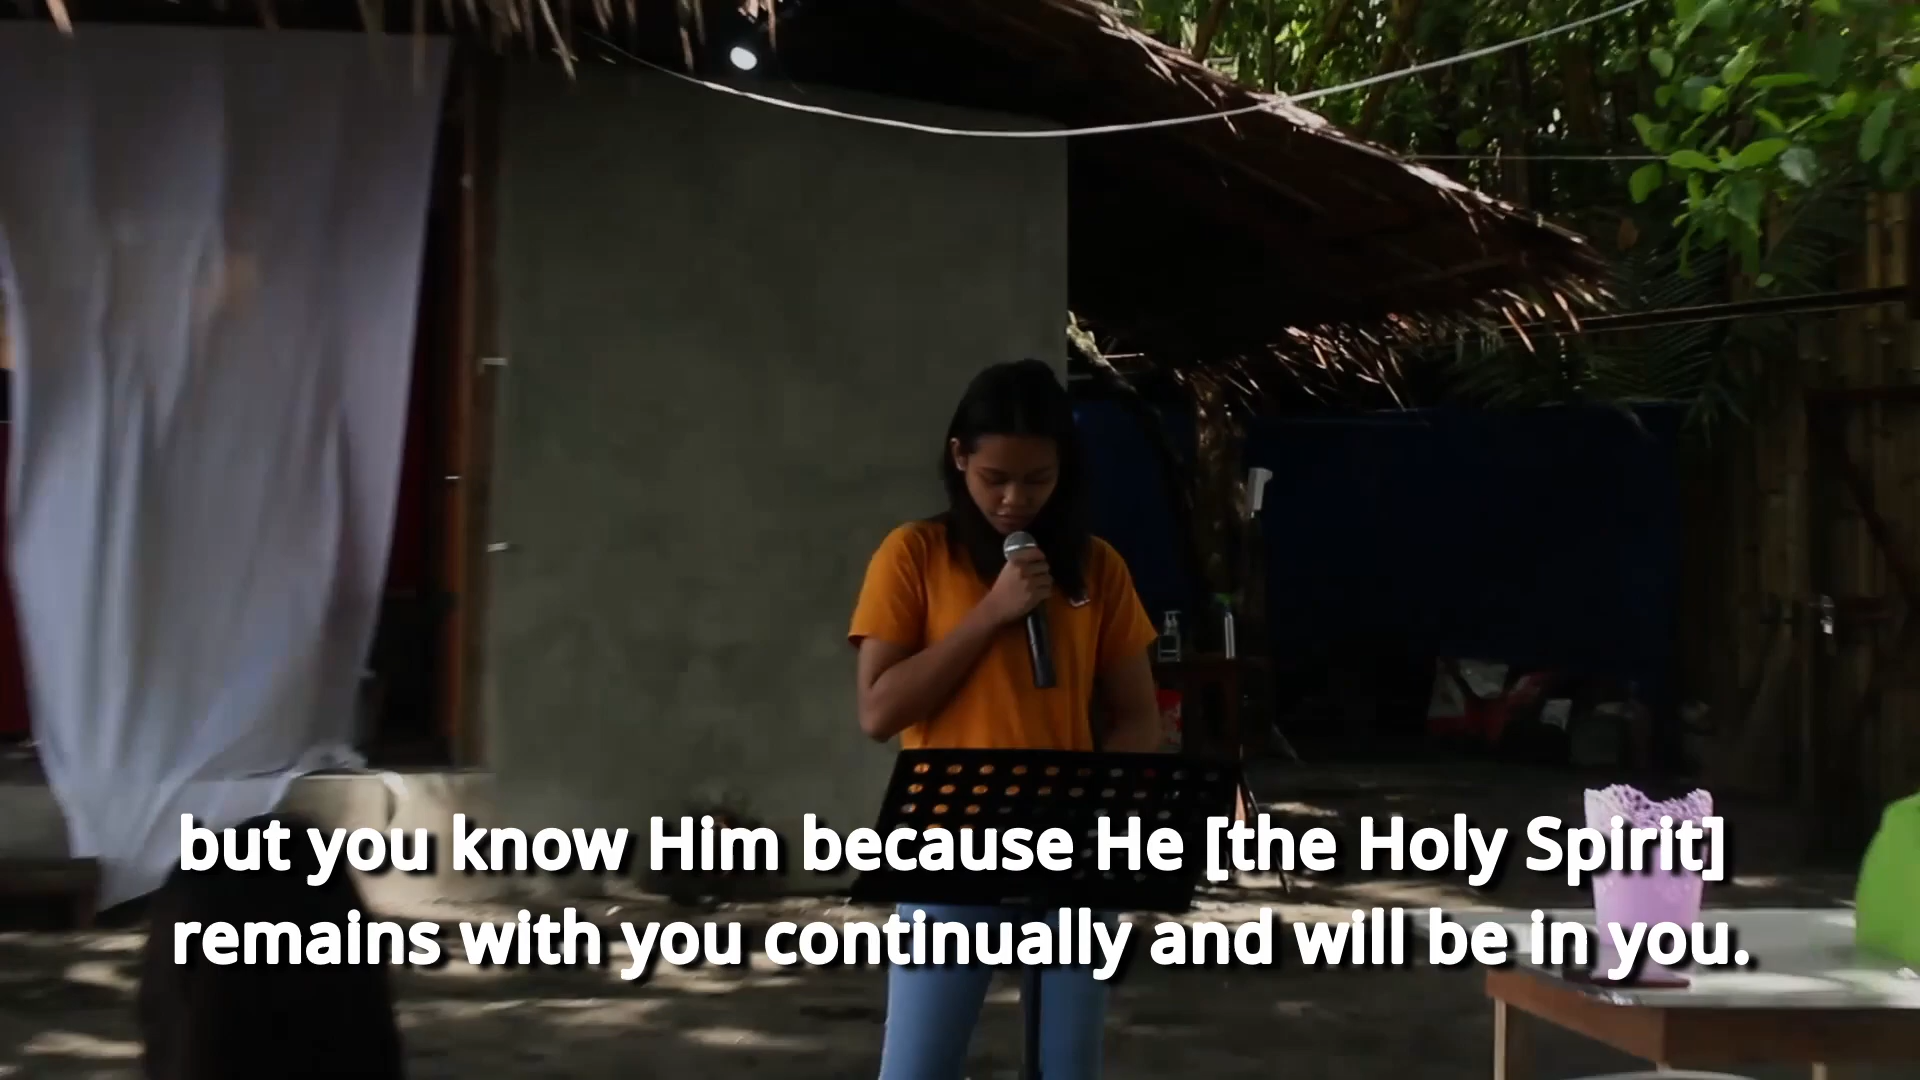 but you know Him because He [the Holy Spirit]
remains with you continually and will be in you.